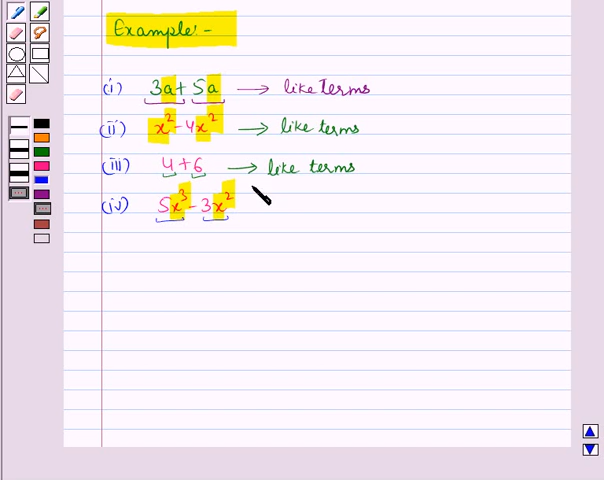 Example:-
(i) 3a + 5a → like terms
(ii) x² - 4x² → like terms
(iii) 4 + 6 → like terms
(iv) 5x³ - 3x²